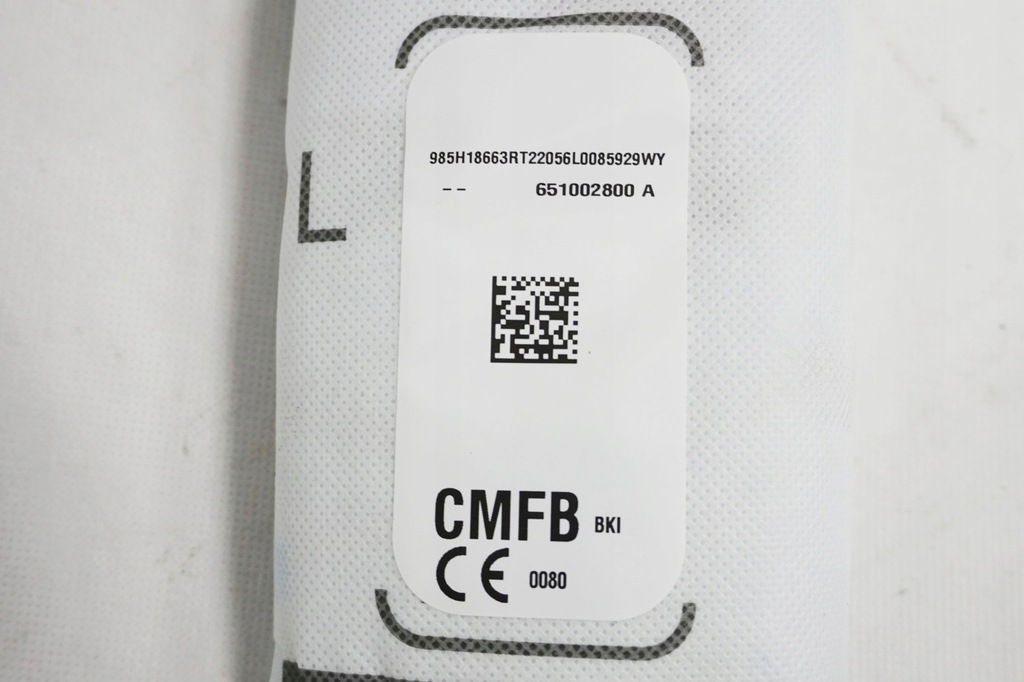 985H18663RT22056L0085929WY
-- 651002800 A
L
CMFB BKI
CE 0080